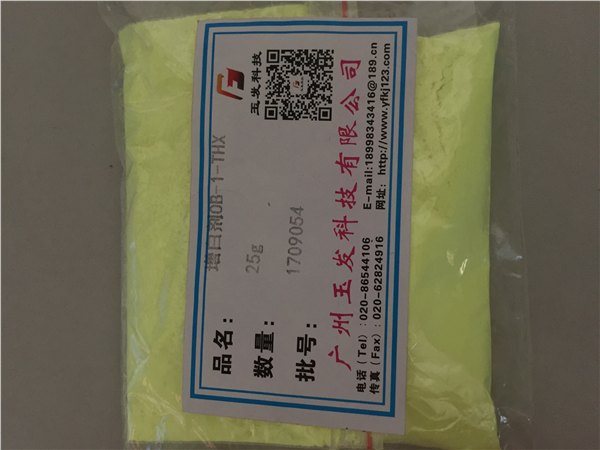 玉发科技
品名：增白剂OB-1-THX
数量：25g
批号：1709054
广州玉发科技有限公司
电话（Tel）:020-86544106 E-mail:18998343416@189.cn
传真（Fax）:020-62824916 网址：http://www.yfkj123.com